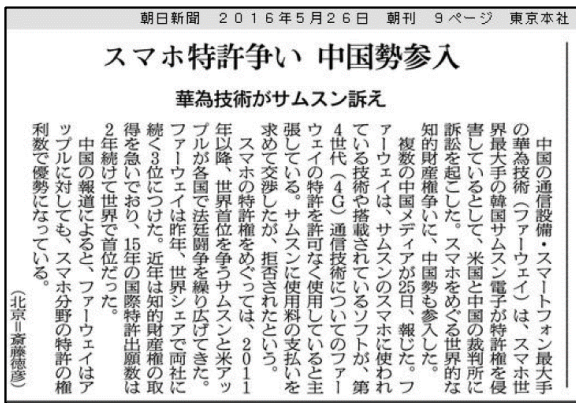 朝日新聞 2016年5月26日 朝刊 9ページ 東京本社
スマホ特許争い 中国勢参入
華為技術がサムスン訴え
中国の通信設備・スマートフォン最大手
の華為技術（ファーウェイ）は、スマホ世
界最大手の韓国サムスン電子が特許権を侵
害しているとして、米国と中国の裁判所に
訴訟を起こした。スマホをめぐる世界的な
知的財産権争いに、中国勢も参入した。
複数の中国メディアが25日、報じた。フ
ァーウェイは、サムスンのスマホに使われ
ている技術や搭載されているソフトが、第
4世代（4G）通信技術についてのファー
ウェイの特許を許可なく使用していると主
張している。サムスンに使用料の支払いを
求めて交渉したが、拒否されたという。
スマホの特許権をめぐっては、2011
年以降、世界首位を争うサムスンと米アッ
プルが各国で法廷闘争を繰り広げてきた。
ファーウェイは昨年、世界シェアで両社に
続く3位につけた。近年は知的財産権の取
得を急いでおり、15年の国際特許出願数は
2年続けて世界で首位だった。
中国の報道によると、ファーウェイはア
ップルに対しても、スマホ分野の特許の権
利数で優勢になっている。
（北京＝斎藤徳彦）